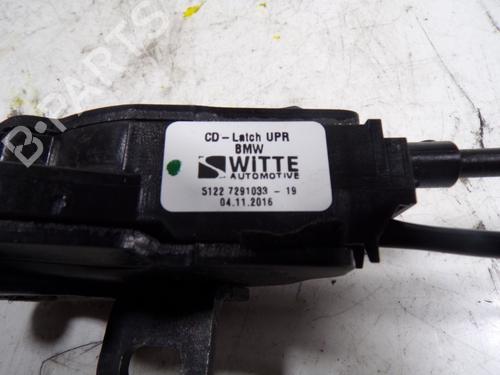 CD-Latch UPR
BMW
WITTE
AUTOMOTIVE
5122 7291033 - 19
04.11.2016
B-PARTS